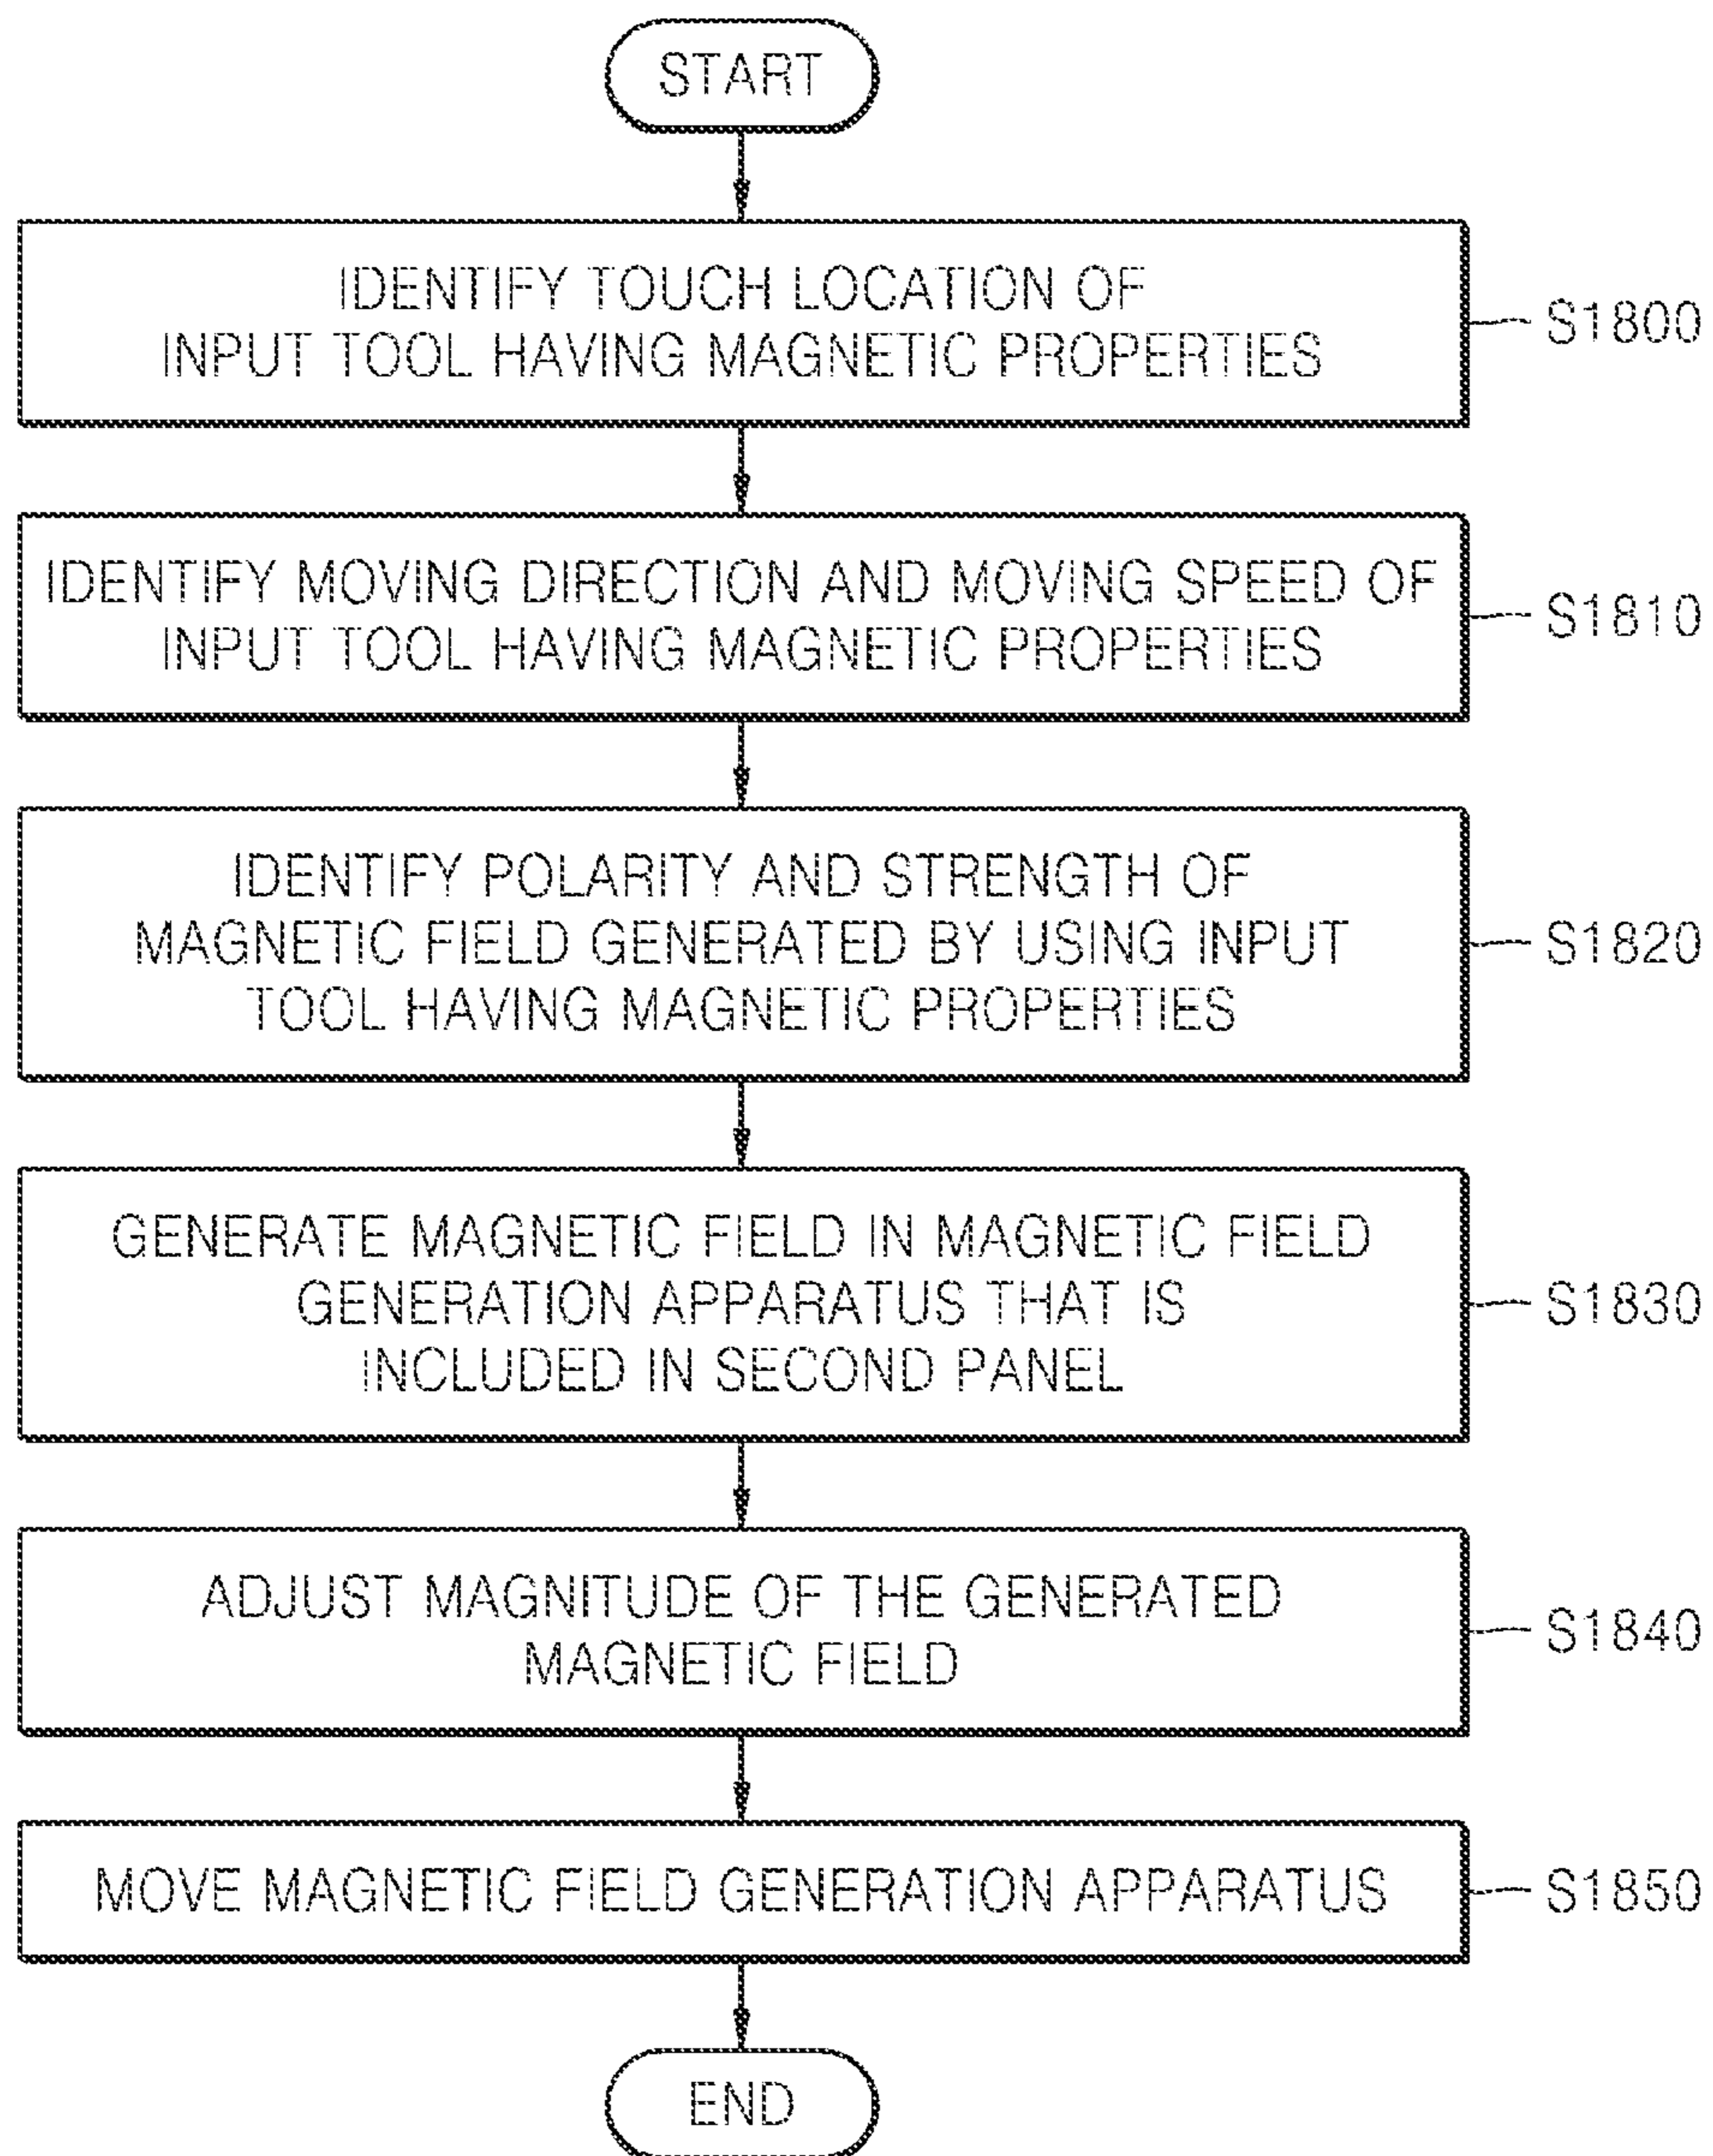 START
IDENTIFY TOUCH LOCATION OF
INPUT TOOL HAVING MAGNETIC PROPERTIES
S1800
IDENTIFY MOVING DIRECTION AND MOVING SPEED OF
INPUT TOOL HAVING MAGNETIC PROPERTIES
S1810
IDENTIFY POLARITY AND STRENGTH OF
MAGNETIC FIELD GENERATED BY USING INPUT
TOOL HAVING MAGNETIC PROPERTIES
S1820
GENERATE MAGNETIC FIELD IN MAGNETIC FIELD
GENERATION APPARATUS THAT IS
INCLUDED IN SECOND PANEL
S1830
ADJUST MAGNITUDE OF THE GENERATED
MAGNETIC FIELD
S1840
MOVE MAGNETIC FIELD GENERATION APPARATUS
S1850
END